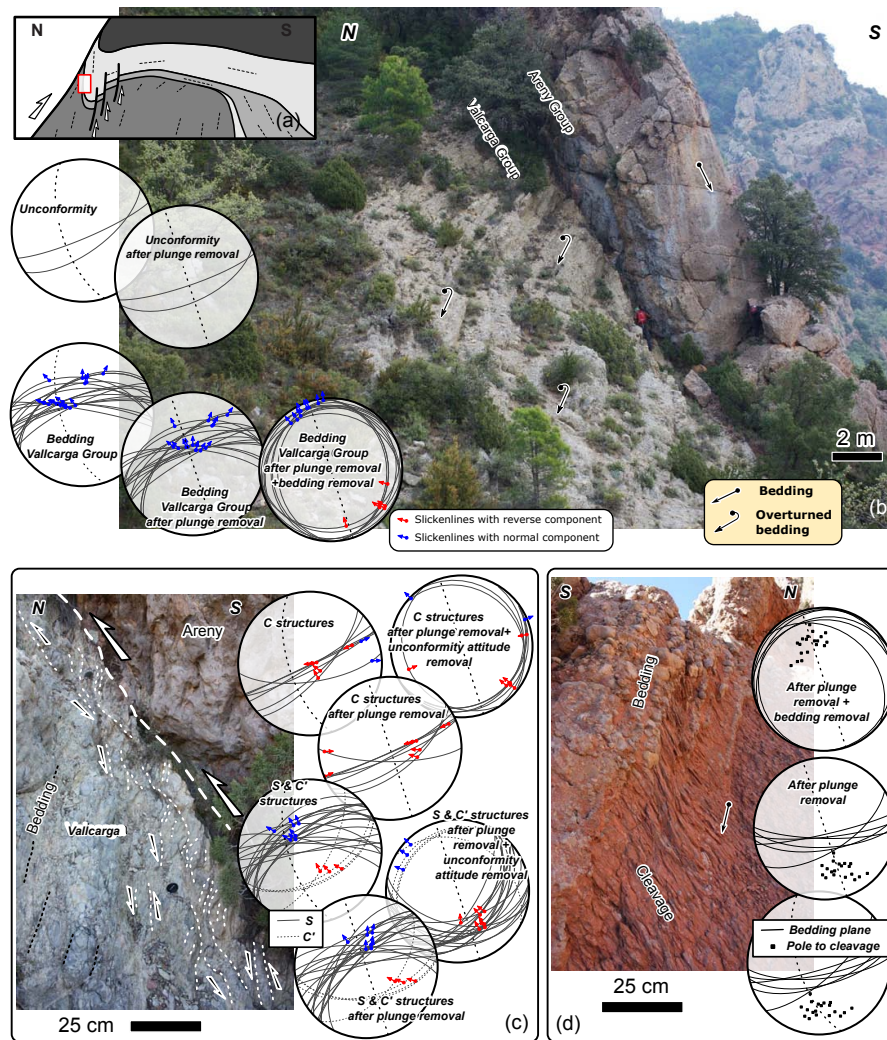 N
S
(a)
N
S
Areny Group
Vallcarga Group
Unconformity
Unconformity
after plunge removal
Bedding
Vallcarga Group
Bedding
Vallcarga Group
after plunge removal
Bedding
Vallcarga Group
after plunge removal
+bedding removal
Slickenlines with reverse component
Slickenlines with normal component
2 m
Bedding
Overturned
bedding
(b)
N
S
Areny
Bedding
Vallcarga
C structures
C structures
after plunge removal+
unconformity attitude
removal
C structures
after plunge removal
S & C' structures
S & C' structures
after plunge
removal +
unconformity
attitude removal
S
C'
S & C' structures
after plunge removal
25 cm
(c)
S
N
Bedding
Cleavage
After plunge
removal +
bedding removal
After plunge
removal
Bedding plane
Pole to cleavage
25 cm
(d)